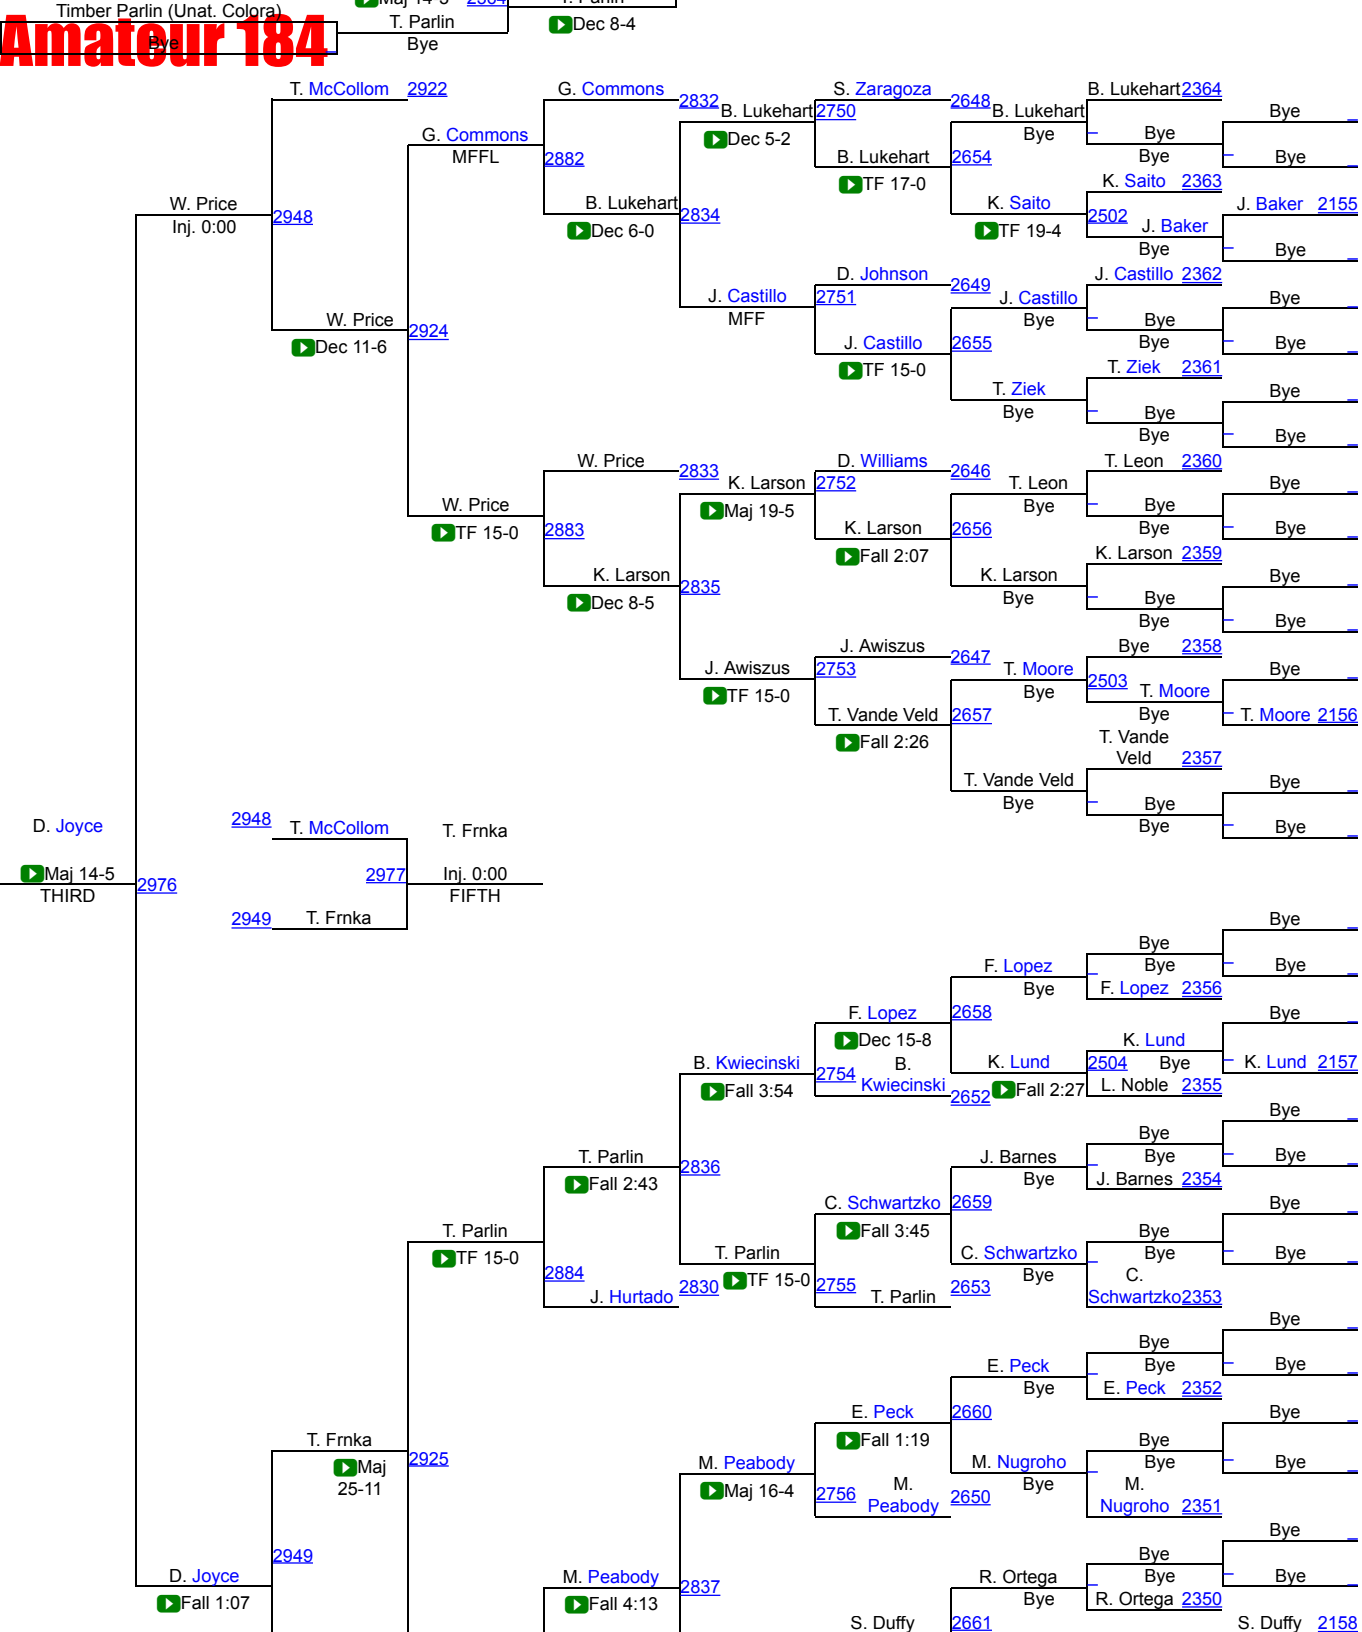 Timber Parlin (Unat. Colora)
Bye
Amateur 184
T. Parlin
Bye
Dec 8-4
T. McCollom 2922
G. Commons
2832
S. Zaragoza
2648
B. Lukehart 2364
Bye
B. Lukehart 2750
Dec 5-2
B. Lukehart
Bye
Bye
Bye
Bye
G. Commons
MFFL
2882
B. Lukehart
TF 17-0
2654
K. Saito 2363
W. Price
Inj. 0:00
2948
B. Lukehart
Dec 6-0
2834
K. Saito
TF 19-4
2502
J. Baker
Bye
J. Baker 2155
Bye
D. Johnson
2649
J. Castillo 2362
J. Castillo
MFF
2751
J. Castillo
Bye
Bye
Bye
Bye
Bye
W. Price
Dec 11-6
2924
J. Castillo
TF 15-0
2655
T. Ziek 2361
T. Ziek
Bye
Bye
Bye
Bye
Bye
W. Price
2833
D. Williams
2646
T. Leon 2360
K. Larson
Maj 19-5
2752
T. Leon
Bye
Bye
Bye
Bye
Bye
W. Price
TF 15-0
2883
K. Larson
Fall 2:07
2656
K. Larson 2359
K. Larson
Dec 8-5
2835
K. Larson
Bye
Bye
Bye
Bye
Bye
J. Awiszus
2647
Bye 2358
J. Awiszus
TF 15-0
2753
T. Moore
Bye
2503
T. Moore
Bye
Bye
T. Moore 2156
T. Vande Veld
Fall 2:26
2657
T. Vande
Veld 2357
T. Vande Veld
Bye
Bye
Bye
Bye
Bye
D. Joyce
Maj 14-5
THIRD
2976
2948
T. McCollom
2977
T. Frnka
Inj. 0:00
FIFTH
2949
T. Frnka
Bye
Bye
F. Lopez
Bye
Bye
Bye
F. Lopez 2356
F. Lopez
Dec 15-8
2658
Bye
K. Lund
B. Kwiecinski
Fall 3:54
2754
B.
Kwiecinski
2652
K. Lund
Fall 2:27
2504
Bye
K. Lund 2157
L. Noble 2355
Bye
Bye
T. Parlin
Fall 2:43
2836
J. Barnes
Bye
Bye
Bye
J. Barnes 2354
C. Schwartzko
Fall 3:45
2659
Bye
Bye
T. Parlin
TF 15-0
T. Parlin
TF 15-0
C. Schwartzko
Bye
Bye
Bye
2884
J. Hurtado
2830
2755
T. Parlin
2653
C.
Schwartzko 2353
Bye
Bye
E. Peck
Bye
Bye
Bye
E. Peck 2352
E. Peck
Fall 1:19
2660
Bye
Bye
T. Frnka
Maj
25-11
2925
M. Peabody
Maj 16-4
2756
M.
Peabody
2650
M. Nugroho
Bye
Bye
Bye
M.
Nugroho 2351
Bye
Bye
2949
D. Joyce
Fall 1:07
M. Peabody
Fall 4:13
2837
R. Ortega
Bye
Bye
Bye
R. Ortega 2350
S. Duffy
2661
S. Duffy 2158